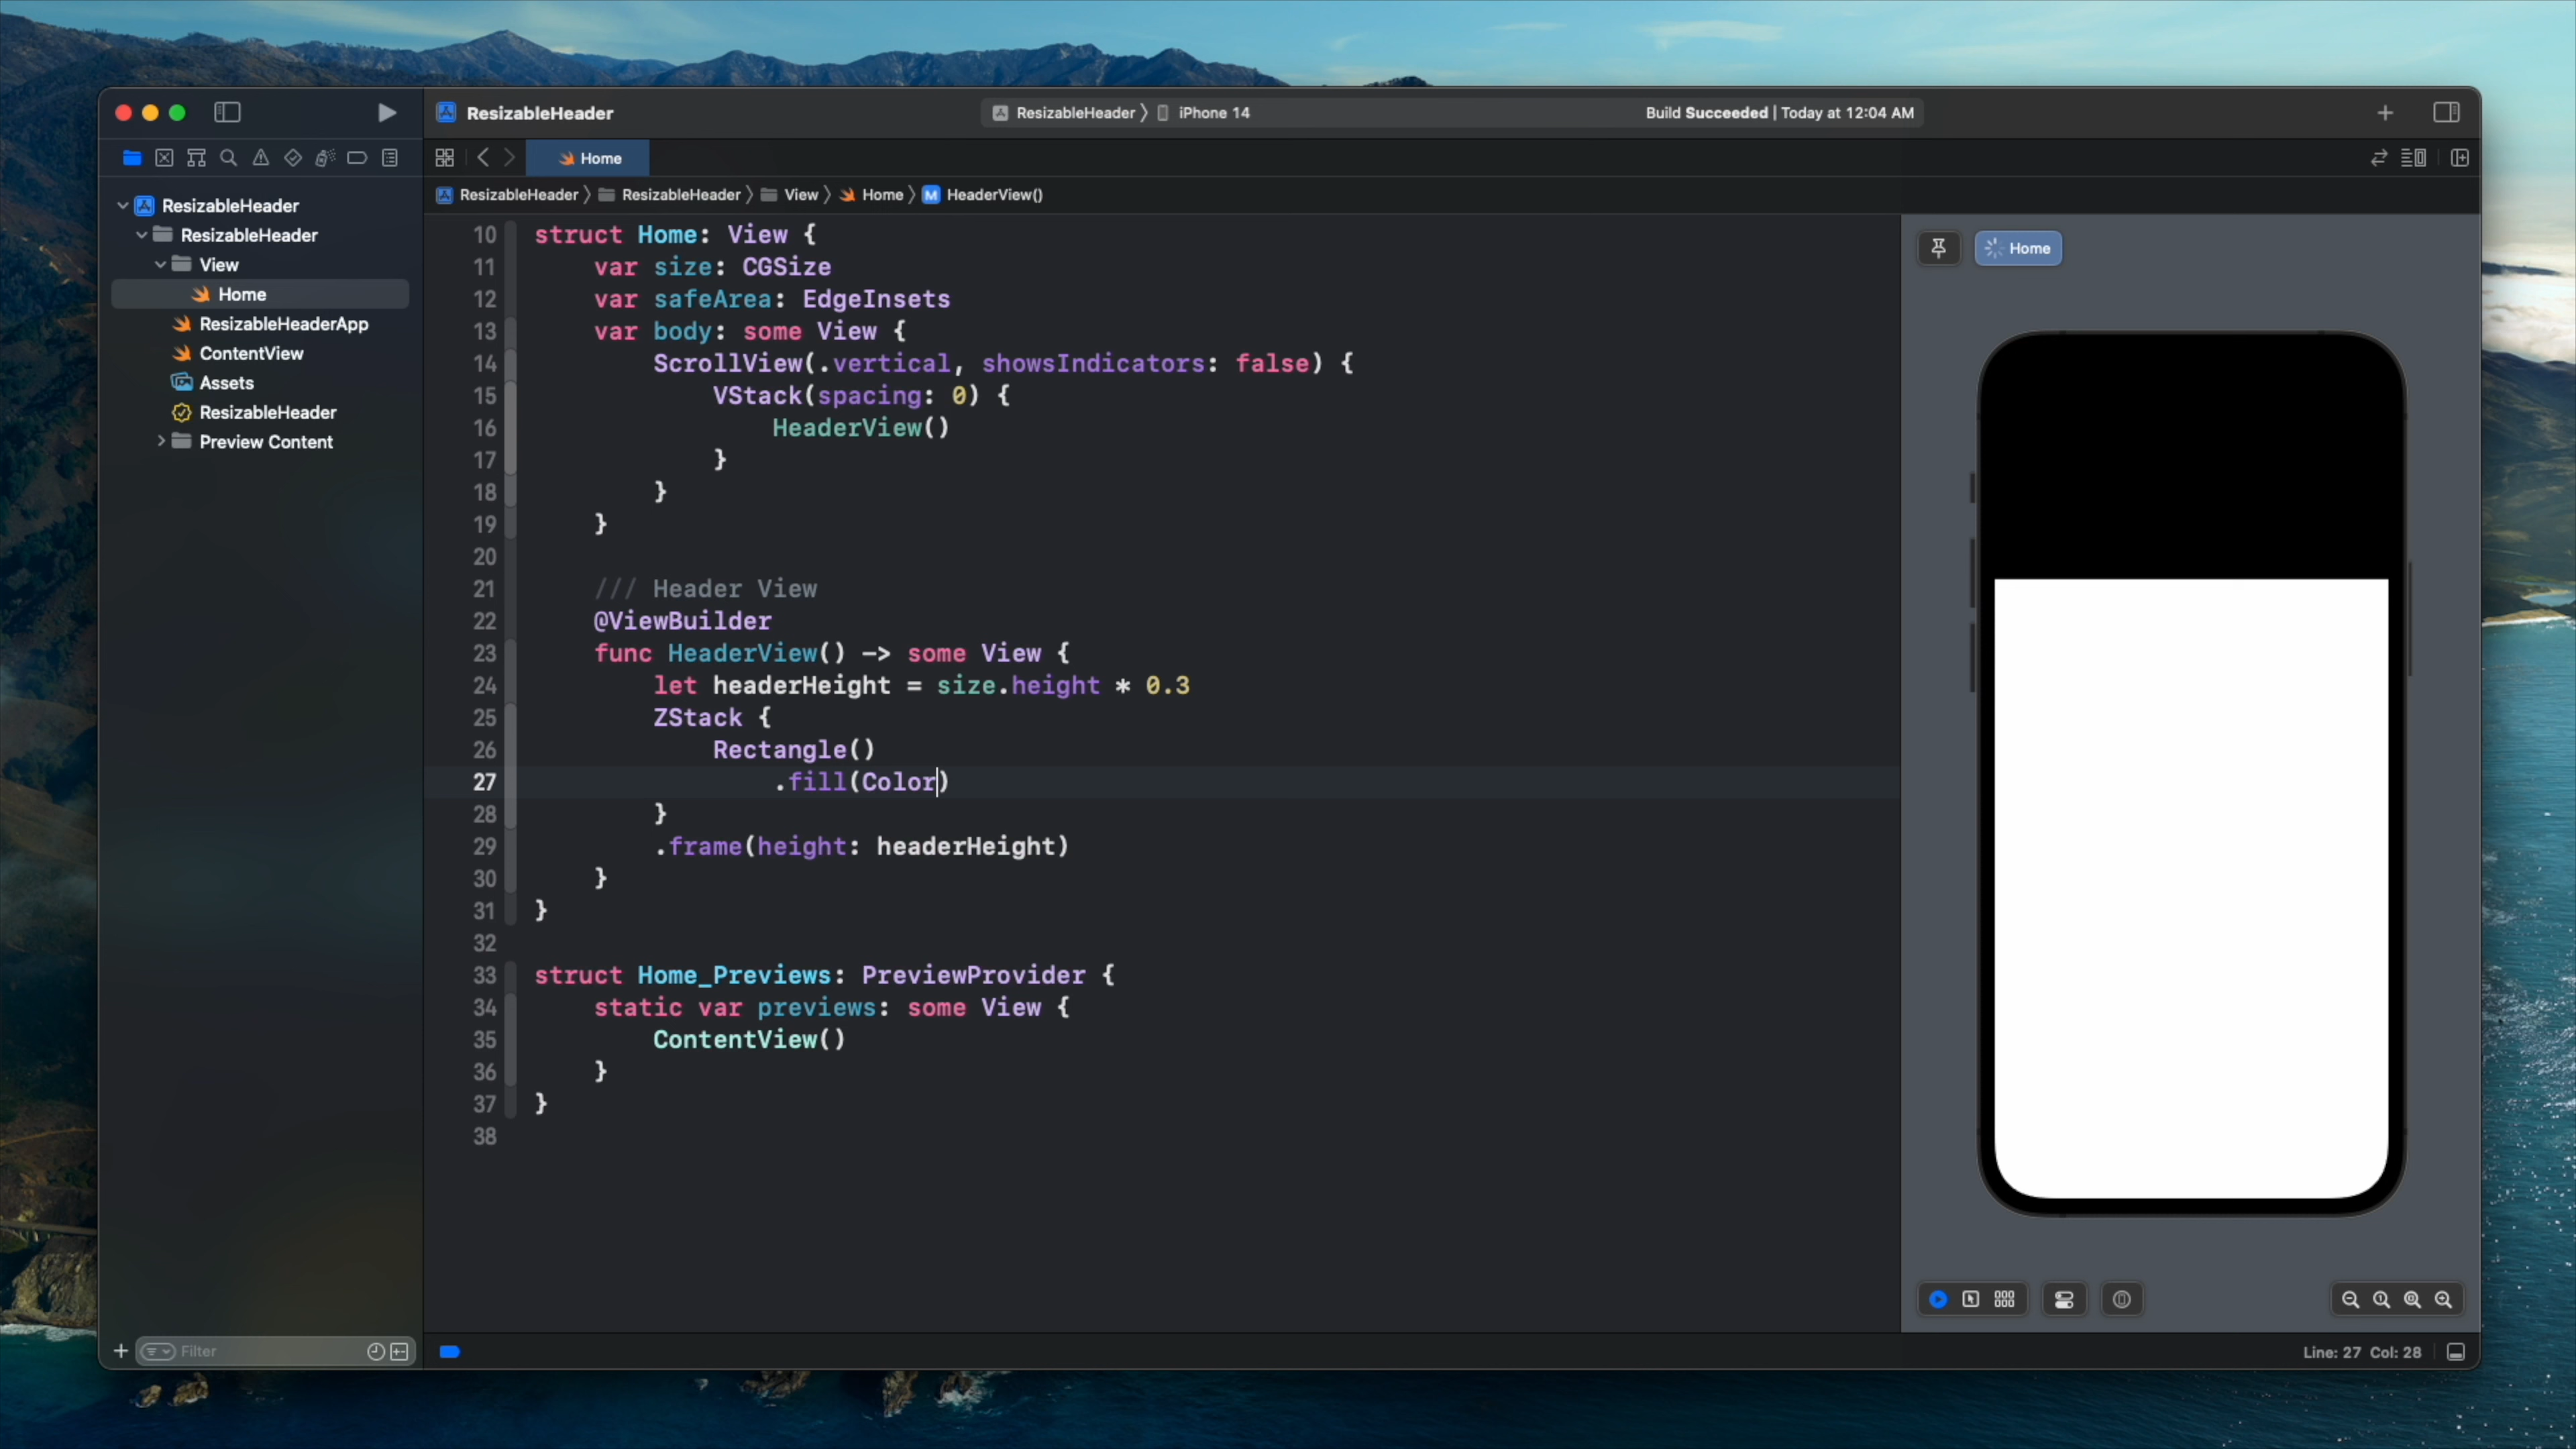 ResizableHeader
ResizableHeader 〉 iPhone 14
Build Succeeded | Today at 12:04 AM
Home
ResizableHeader 〉 ResizableHeader 〉 View 〉 Home 〉 M HeaderView()
ResizableHeader
ResizableHeader
View
Home
ResizableHeaderApp
ContentView
Assets
ResizableHeader
Preview Content
10 struct Home: View {
11 var size: CGSize
12 var safeArea: EdgeInsets
13 var body: some View {
14 ScrollView(.vertical, showsIndicators: false) {
15 VStack(spacing: 0) {
16 HeaderView()
17 }
18 }
19 }
20
21 /// Header View
22 @ViewBuilder
23 func HeaderView() -> some View {
24 let headerHeight = size.height * 0.3
25 ZStack {
26 Rectangle()
27 .fill(Color)
28 }
29 .frame(height: headerHeight)
30 }
31 }
32
33 struct Home_Previews: PreviewProvider {
34 static var previews: some View {
35 ContentView()
36 }
37 }
38
Home
Filter
Line: 27 Col: 28